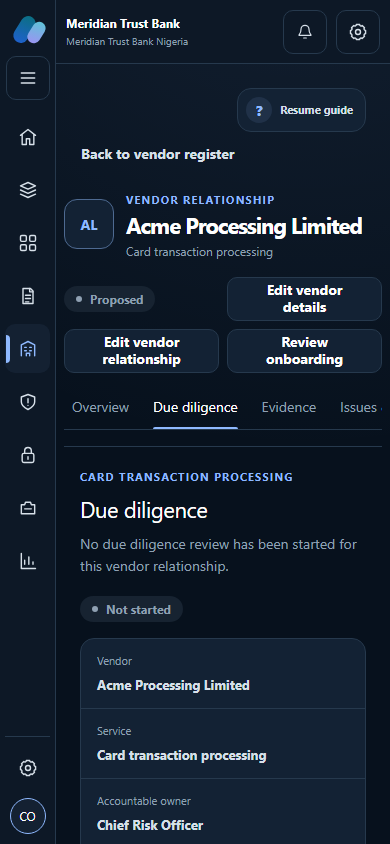 Meridian Trust Bank
Meridian Trust Bank Nigeria
?
Resume guide
Back to vendor register
AL
VENDOR RELATIONSHIP
Acme Processing Limited
Card transaction processing
Proposed
Edit vendor
details
Edit vendor
relationship
Review
onboarding
Overview Due diligence Evidence Issues
CARD TRANSACTION PROCESSING
Due diligence
No due diligence review has been started for
this vendor relationship.
Not started
Vendor
Acme Processing Limited
Service
Card transaction processing
Accountable owner
Chief Risk Officer
CO